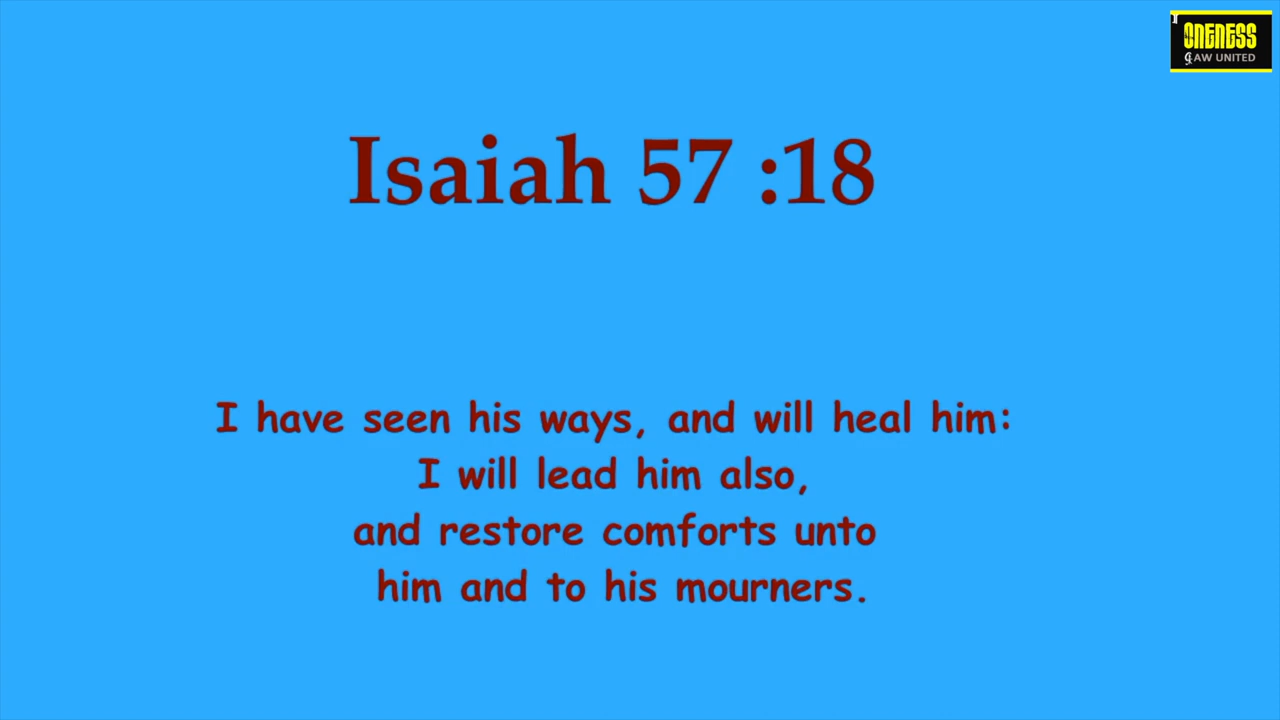 ONENESS
AW UNITED
Isaiah 57 :18
I have seen his ways, and will heal him:
I will lead him also,
and restore comforts unto
him and to his mourners.